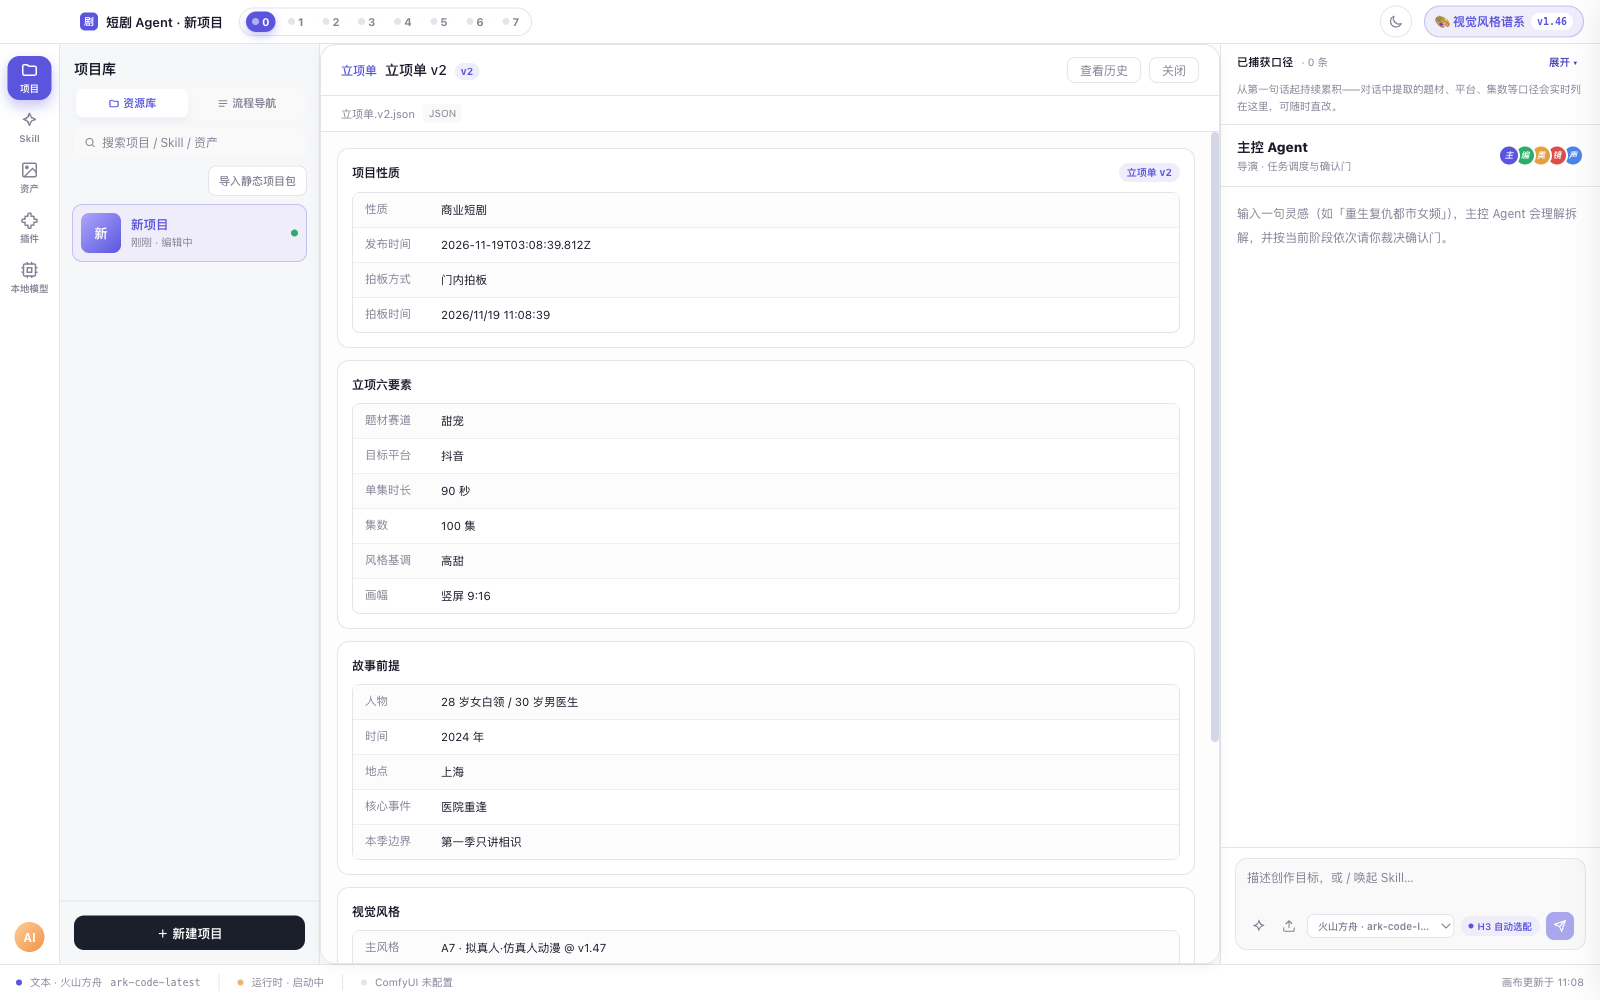 剧 短剧 Agent · 新项目
0 1 2 3 4 5 6 7
视觉风格谱系 v1.46
项目
Skill
资产
插件
本地模型
AI
项目库
资源库 流程导航
搜索项目 / Skill / 资产
导入静态项目包
新
新项目
刚刚 · 编辑中
+ 新建项目
立项单 立项单 v2 v2
查看历史 关闭
立项单.v2.json JSON
项目性质 立项单 v2
性质 商业短剧
发布时间 2026-11-19T03:08:39.812Z
拍板方式 门内拍板
拍板时间 2026/11/19 11:08:39
立项六要素
题材赛道 甜宠
目标平台 抖音
单集时长 90 秒
集数 100 集
风格基调 高甜
画幅 竖屏 9:16
故事前提
人物 28 岁女白领 / 30 岁男医生
时间 2024 年
地点 上海
核心事件 医院重逢
本季边界 第一季只讲相识
视觉风格
主风格 A7 · 拟真人·仿真人动漫 @ v1.47
已捕获口径 · 0 条 展开
从第一句话起持续累积——对话中提取的题材、平台、集数等口径会实时列
在这里，可随时直改。
主控 Agent
导演 · 任务调度与确认门
主 编 美 镜 声
输入一句灵感（如「重生复仇都市女频」），主控 Agent 会理解拆
解，并按当前阶段依次请你裁决确认门。
描述创作目标，或 / 唤起 Skill...
火山方舟 · ark-code-l... H3 自动选配
文本 · 火山方舟 ark-code-latest
运行时 · 启动中
ComfyUI 未配置
画布更新于 11:08